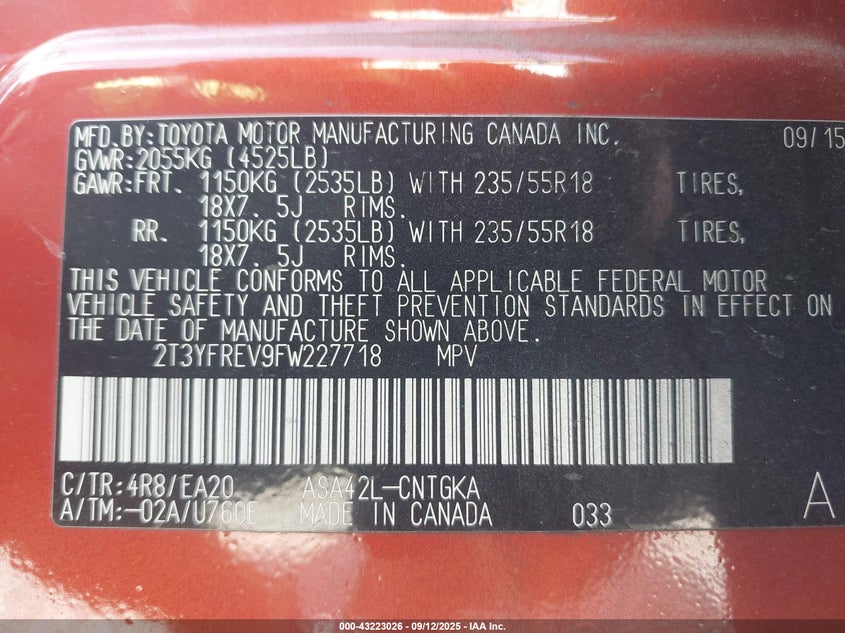 MFD. BY: TOYOTA MOTOR MANUFACTURING CANADA INC. 09/15
GVWR: 2055KG (4525LB)
GAWR: FRT. 1150KG (2535LB) WITH 235/55R18 TIRES,
18X7. 5J RIMS.
RR. 1150KG (2535LB) WITH 235/55R18 TIRES,
18X7. 5J RIMS.
THIS VEHICLE CONFORMS TO ALL APPLICABLE FEDERAL MOTOR
VEHICLE SAFETY AND THEFT PREVENTION STANDARDS IN EFFECT ON
THE DATE OF MANUFACTURE SHOWN ABOVE.
2T3YFREV9FW227718 MPV
C/TR: 4R8/EA20 ASA42L-CNTGKA A
A/TM: -02A/U760E MADE IN CANADA 033
000-43223026 - 09/12/2025 - IAA Inc.